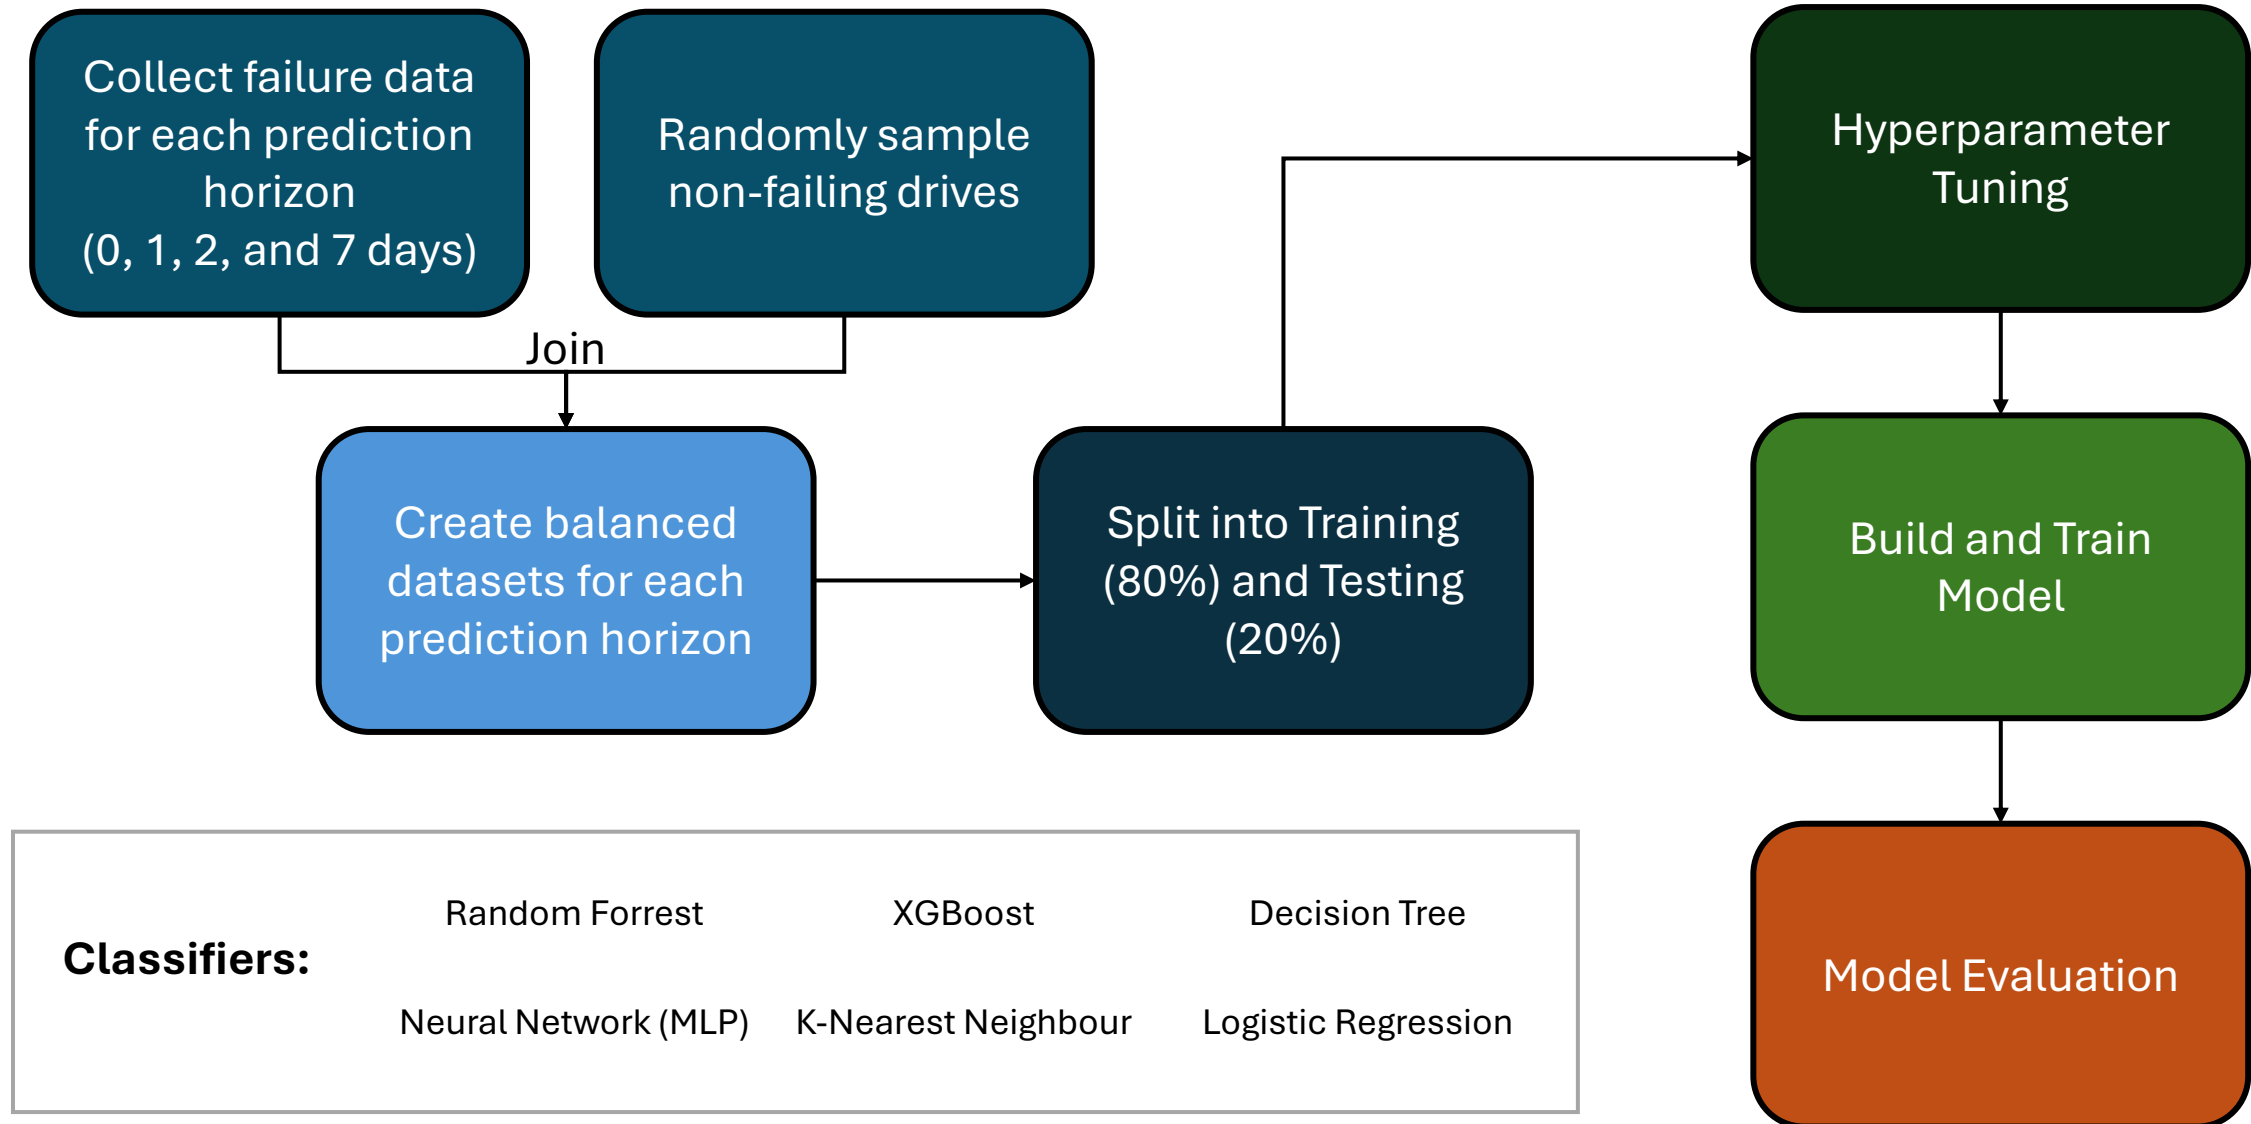 Collect failure data
for each prediction
horizon
(0, 1, 2, and 7 days)
Randomly sample
non-failing drives
Join
Create balanced
datasets for each
prediction horizon
Split into Training
(80%) and Testing
(20%)
Hyperparameter
Tuning
Build and Train
Model
Model Evaluation
Classifiers:
Random Forrest
XGBoost
Decision Tree
Neural Network (MLP)
K-Nearest Neighbour
Logistic Regression